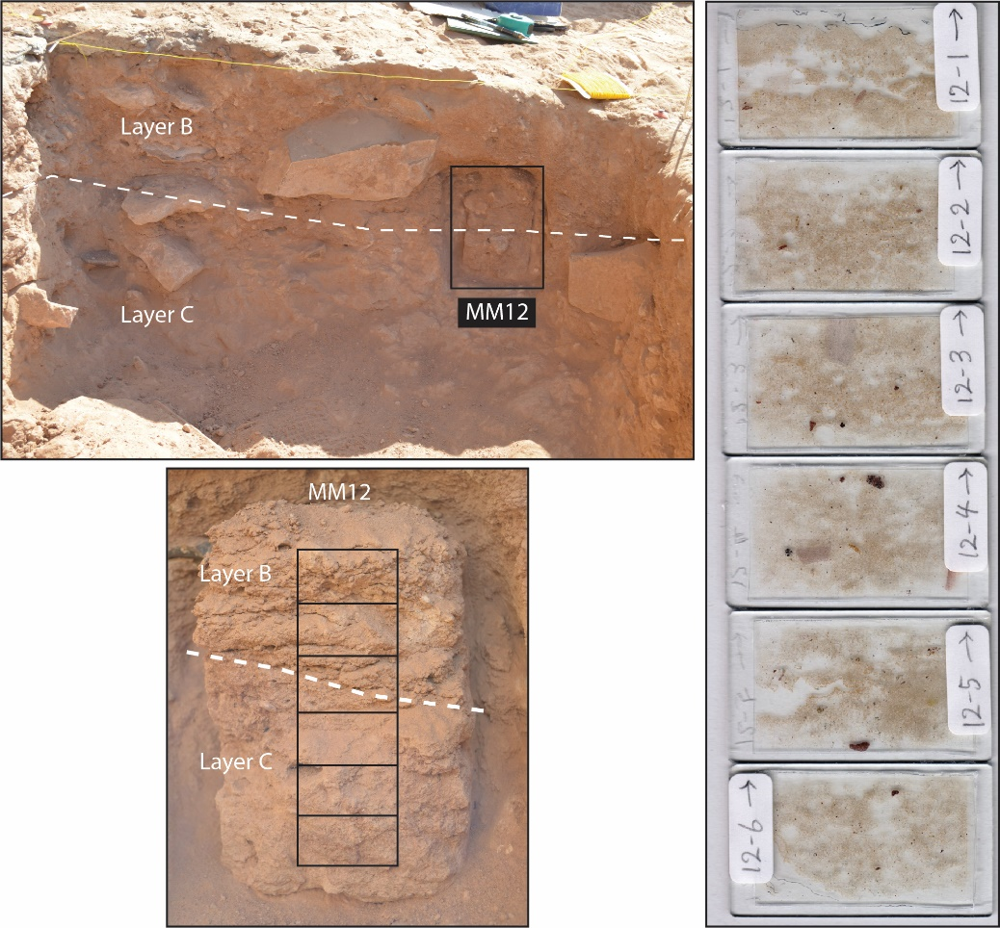 Layer B
Layer C
MM12
MM12
Layer B
Layer C
12-1 →
12-2 →
12-3 →
12-4 →
12-5 →
12-6 →